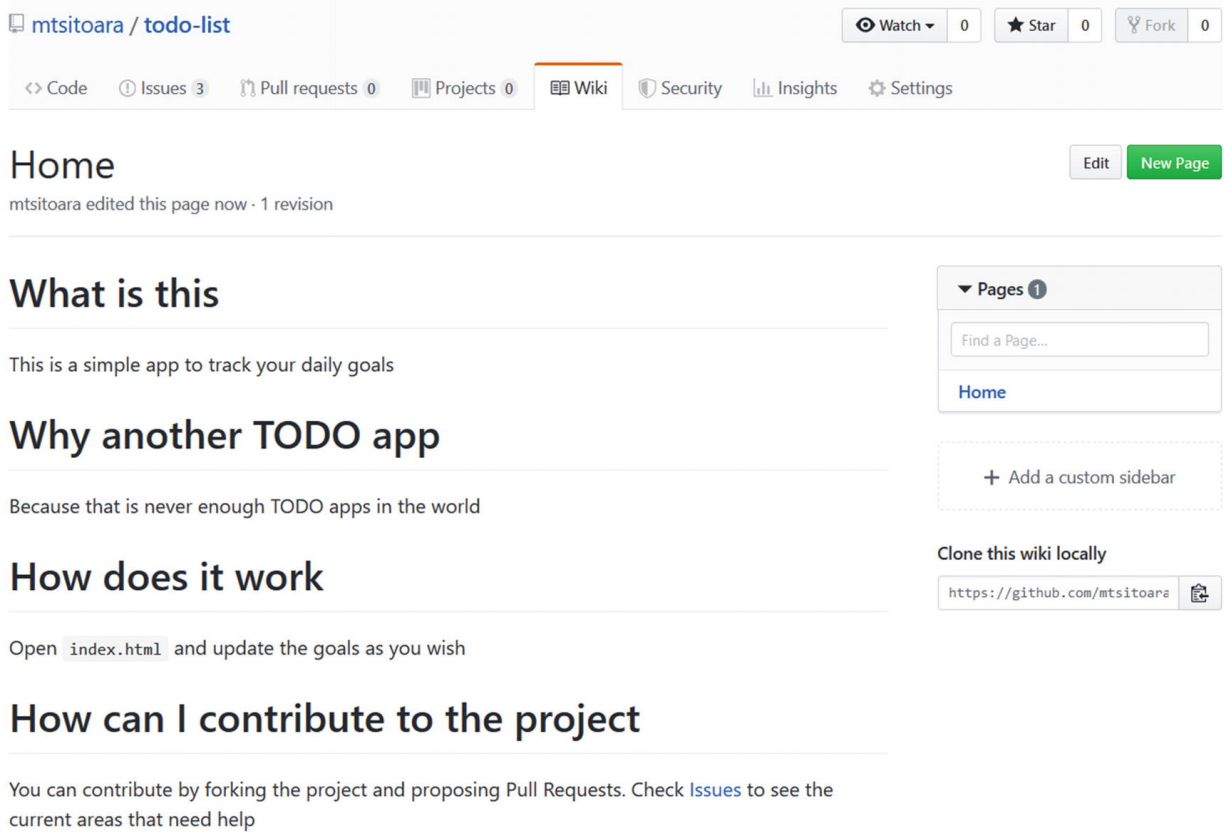 mtsitoara / todo-list
Watch 0 Star 0 Fork 0
Code Issues 3 Pull requests 0 Projects 0 Wiki Security Insights Settings
Home
Edit New Page
mtsitoara edited this page now · 1 revision
What is this
This is a simple app to track your daily goals
Why another TODO app
Because that is never enough TODO apps in the world
How does it work
Open index.html and update the goals as you wish
How can I contribute to the project
You can contribute by forking the project and proposing Pull Requests. Check Issues to see the
current areas that need help
Pages 1
Find a Page...
Home
+ Add a custom sidebar
Clone this wiki locally
https://github.com/mtsitoara